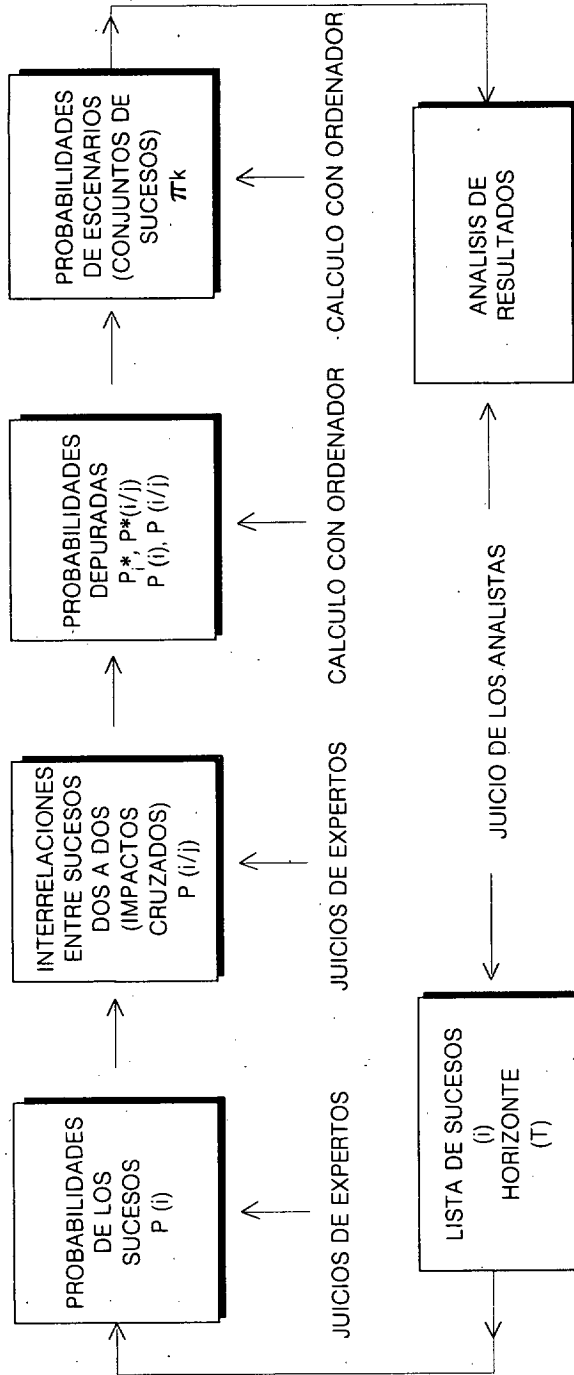 PROBABILIDADES
DE LOS
SUCESOS
P (i)
INTERRELACIONES
ENTRE SUCESOS
DOS A DOS
(IMPACTOS
CRUZADOS)
P (i/j)
PROBABILIDADES
DEPURADAS
P*i, P*(i/j)
P (i), P (i/j)
PROBABILIDADES
DE ESCENARIOS
(CONJUNTOS DE
SUCESOS)
πk
JUICIOS DE EXPERTOS
JUICIOS DE EXPERTOS
CALCULO CON ORDENADOR
CALCULO CON ORDENADOR
LISTA DE SUCESOS
(i)
HORIZONTE
(T)
JUICIO DE LOS ANALISTAS
ANALISIS DE
RESULTADOS